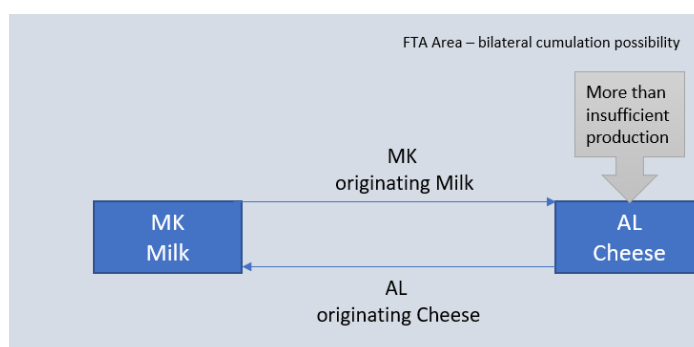 FTA Area – bilateral cumulation possibility
More than
insufficient
production
MK
originating Milk
MK
Milk
AL
Cheese
AL
originating Cheese